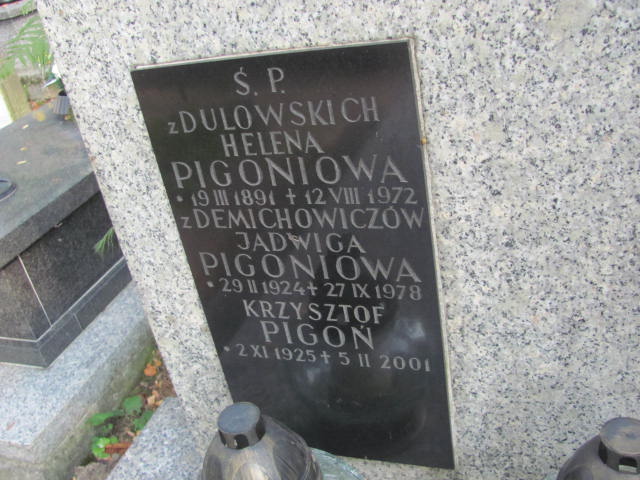 Ś. P.
z DULOWSKICH
HELENA
PIGONIOWA
* 19 III 1891 + 12 VIII 1972
z DEMICHOWICZÓW
JADWIGA
PIGONIOWA
* 29 II 1924 + 27 IX 1978
KRZYSZTOF
PIGOŃ
* 2 XI 1925 + 5 II 2001